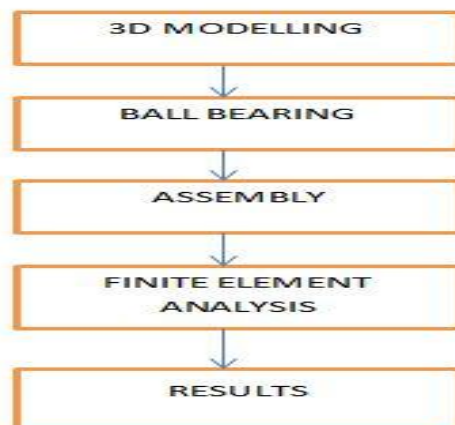 3D MODELLING
BALL BEARING
ASSEMBLY
FINITE ELEMENT
ANALYSIS
RESULTS